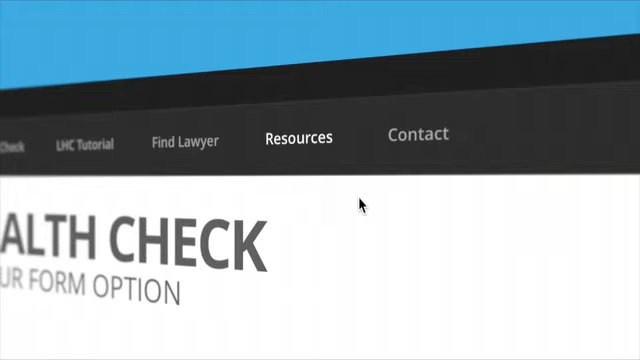 Check LHC Tutorial Find Lawyer Resources Contact
ALTH CHECK
UR FORM OPTION